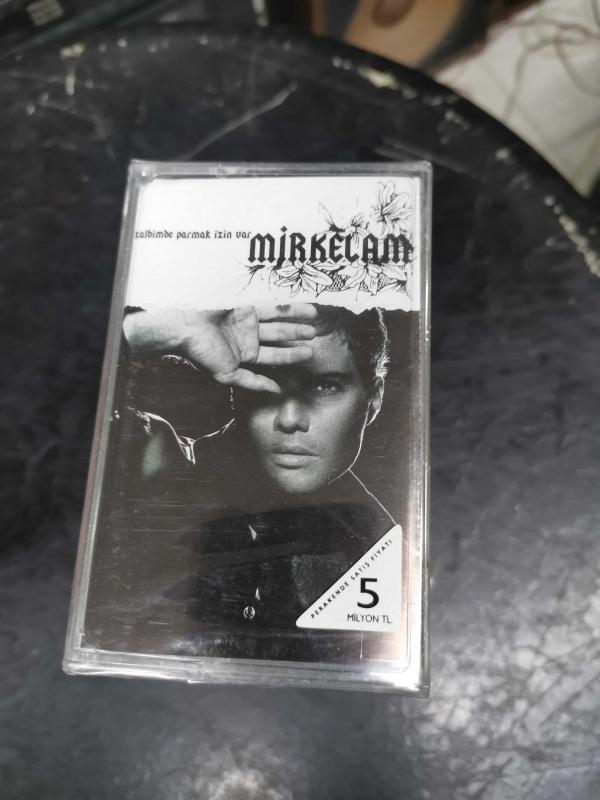 kalbimde parmak izin var
MİRKELAM
PERAKENDE SATIŞ FİYATI
5
MİLYON TL.